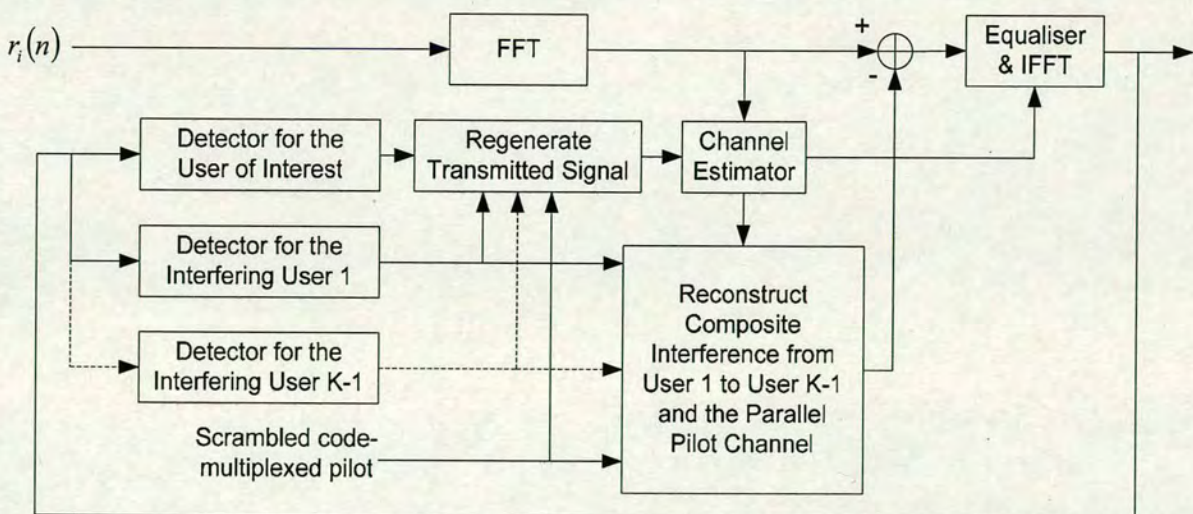 r_i(n)
FFT
+
-
Equaliser
& IFFT
Detector for the
User of Interest
Regenerate
Transmitted Signal
Channel
Estimator
Detector for the
Interfering User 1
Detector for the
Interfering User K-1
Reconstruct
Composite
Interference from
User 1 to User K-1
and the Parallel
Pilot Channel
Scrambled code-
multiplexed pilot